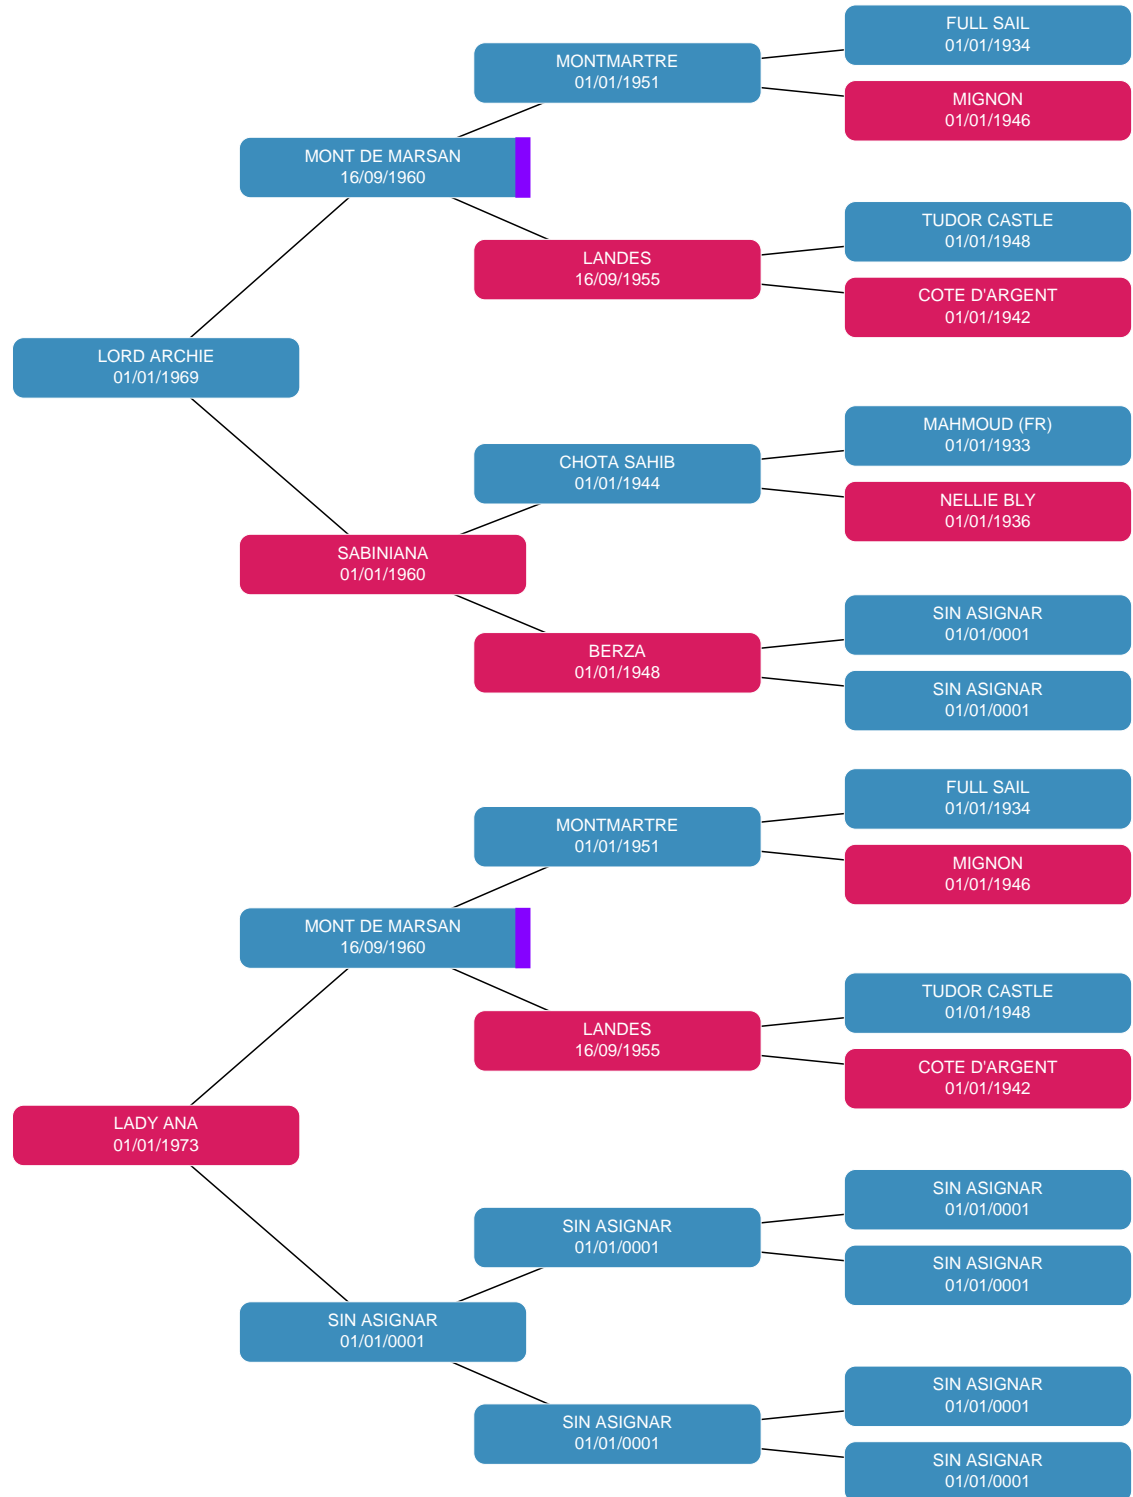 FULL SAIL
01/01/1934
MONTMARTRE
01/01/1951
MIGNON
01/01/1946
MONT DE MARSAN
16/09/1960
TUDOR CASTLE
01/01/1948
LANDES
16/09/1955
COTE D'ARGENT
01/01/1942
LORD ARCHIE
01/01/1969
MAHMOUD (FR)
01/01/1933
CHOTA SAHIB
01/01/1944
NELLIE BLY
01/01/1936
SABINIANA
01/01/1960
SIN ASIGNAR
01/01/0001
BERZA
01/01/1948
SIN ASIGNAR
01/01/0001
FULL SAIL
01/01/1934
MONTMARTRE
01/01/1951
MIGNON
01/01/1946
MONT DE MARSAN
16/09/1960
TUDOR CASTLE
01/01/1948
LANDES
16/09/1955
COTE D'ARGENT
01/01/1942
LADY ANA
01/01/1973
SIN ASIGNAR
01/01/0001
SIN ASIGNAR
01/01/0001
SIN ASIGNAR
01/01/0001
SIN ASIGNAR
01/01/0001
SIN ASIGNAR
01/01/0001
SIN ASIGNAR
01/01/0001
SIN ASIGNAR
01/01/0001